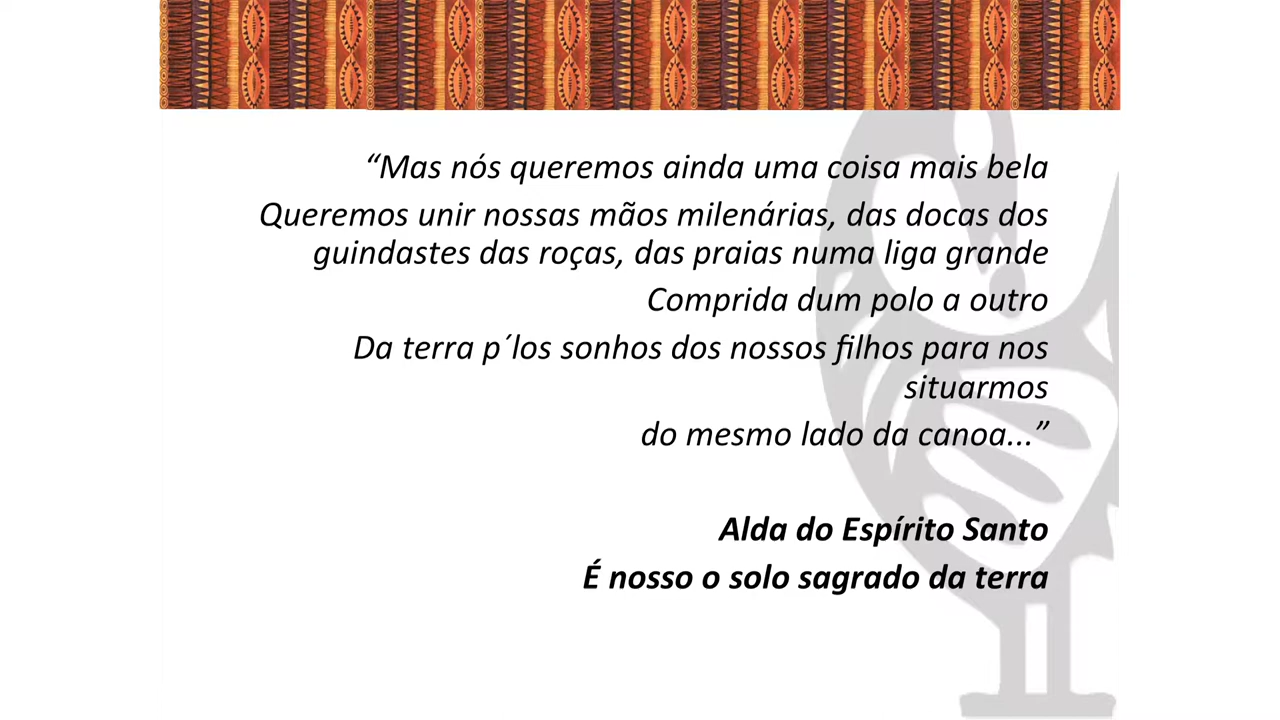 “Mas nós queremos ainda uma coisa mais bela
Queremos unir nossas mãos milenárias, das docas dos
guindastes das roças, das praias numa liga grande
Comprida dum polo a outro
Da terra p´los sonhos dos nossos filhos para nos
situarmos
do mesmo lado da canoa...”
Alda do Espírito Santo
É nosso o solo sagrado da terra